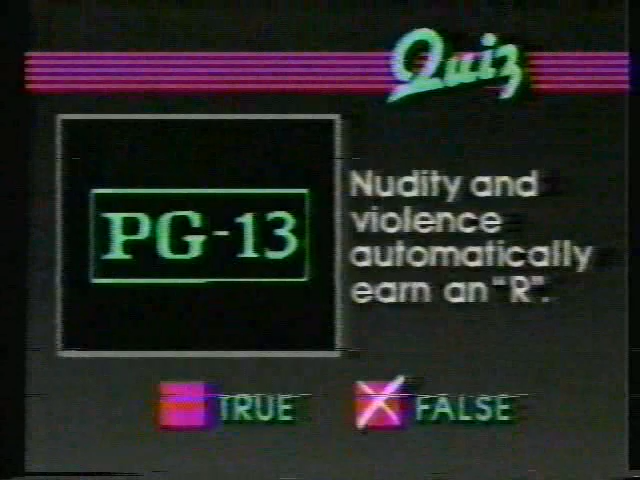 Quiz
PG-13
Nudity and
violence
automatically
earn an "R".
TRUE
FALSE